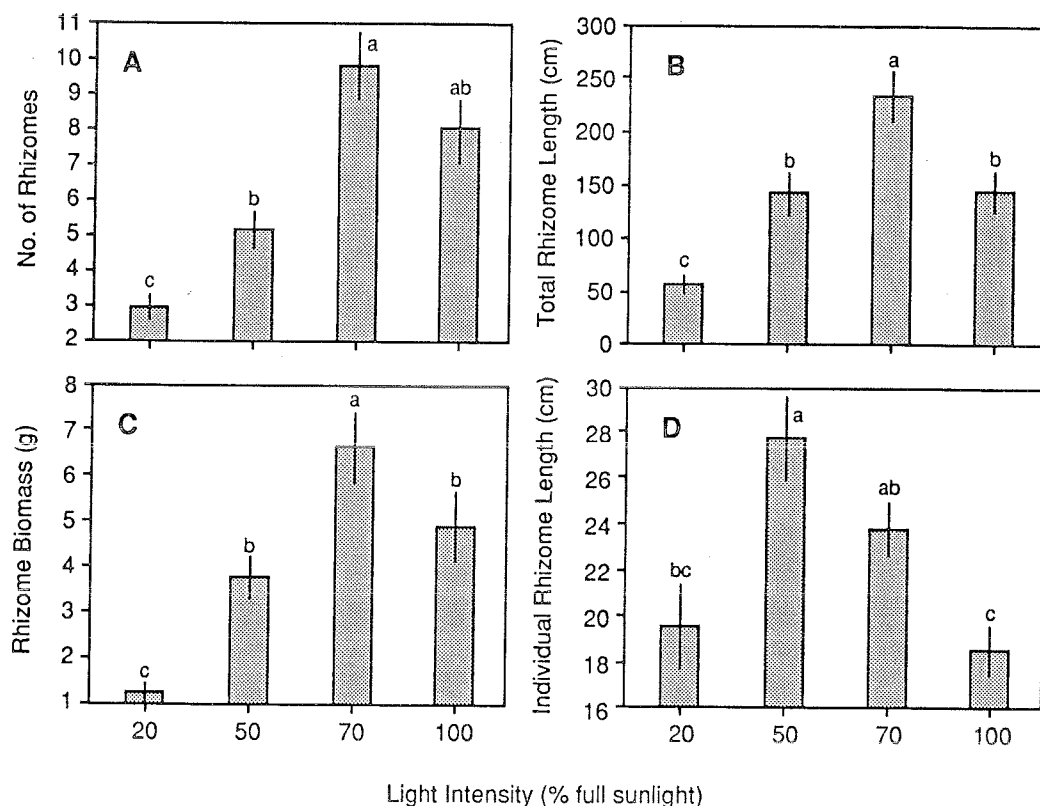 No. of Rhizomes
11
10
9
8
7
6
5
4
3
2
A
c
b
a
ab
Total Rhizome Length (cm)
300
250
200
150
100
50
0
B
c
b
a
b
Rhizome Biomass (g)
8
7
6
5
4
3
2
1
C
c
b
a
b
20 50 70 100
Individual Rhizome Length (cm)
30
28
26
24
22
20
18
16
D
bc
a
ab
c
20 50 70 100
Light Intensity (% full sunlight)